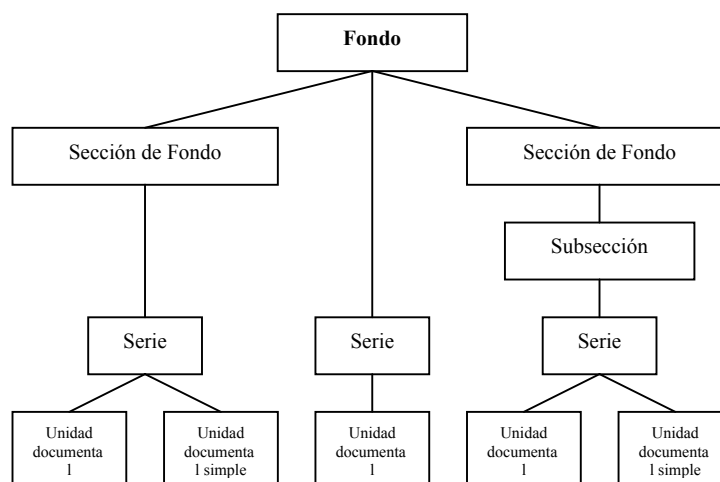 Fondo
Sección de Fondo
Sección de Fondo
Subsección
Serie
Serie
Serie
Unidad
documenta
l
Unidad
documenta
l simple
Unidad
documenta
l
Unidad
documenta
l
Unidad
documenta
l simple